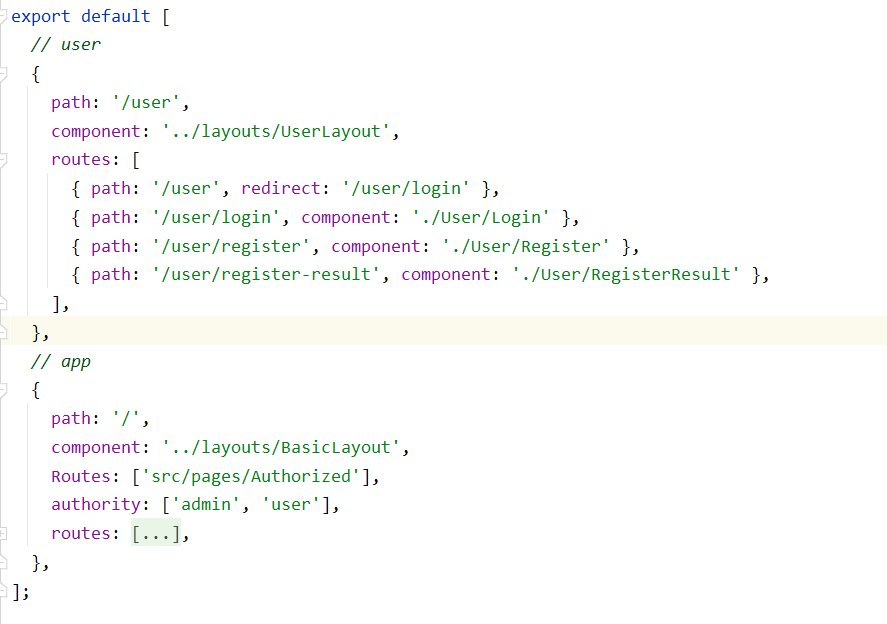 export default [
  // user
  {
    path: '/user',
    component: '../layouts/UserLayout',
    routes: [
      { path: '/user', redirect: '/user/login' },
      { path: '/user/login', component: './User/Login' },
      { path: '/user/register', component: './User/Register' },
      { path: '/user/register-result', component: './User/RegisterResult' },
    ],
  },
  // app
  {
    path: '/',
    component: '../layouts/BasicLayout',
    Routes: ['src/pages/Authorized'],
    authority: ['admin', 'user'],
    routes: [...],
  },
];